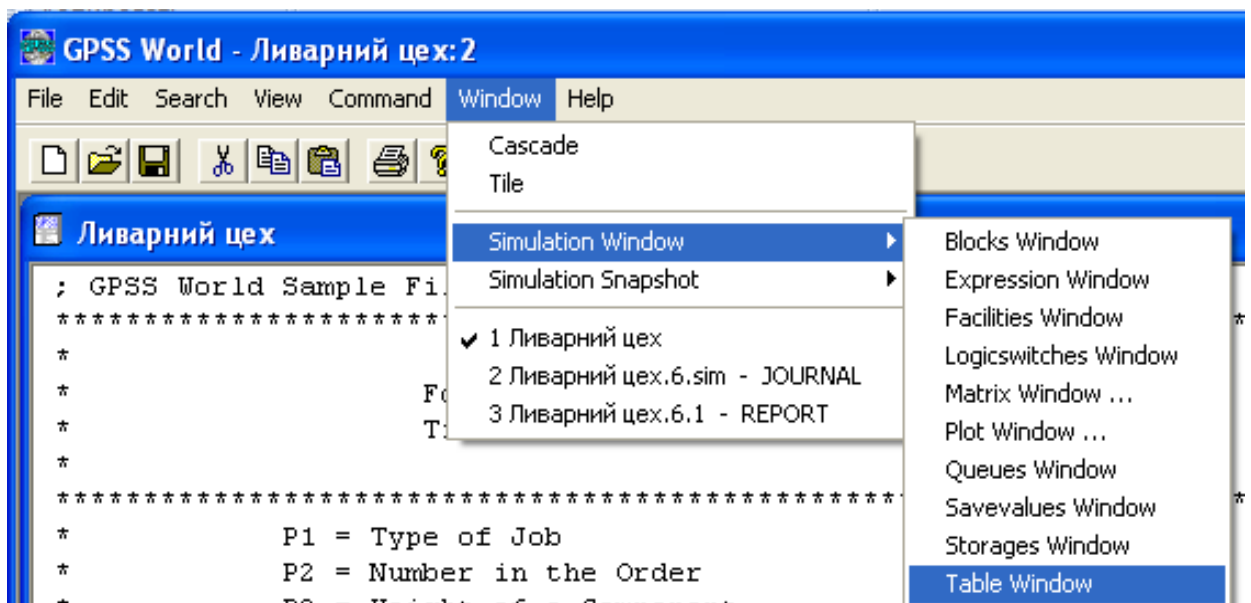 GPSS World - Ливарний цех:2
File Edit Search View Command Window Help
Cascade
Tile
Simulation Window
Simulation Snapshot
1 Ливарний цех
2 Ливарний цех.6.sim - JOURNAL
3 Ливарний цех.6.1 - REPORT
Blocks Window
Expression Window
Facilities Window
Logicswitches Window
Matrix Window ...
Plot Window ...
Queues Window
Savevalues Window
Storages Window
Table Window
Ливарний цех
; GPSS World Sample
**************************
*
*
*
*
**********************************************************
* P1 = Type of Job
* P2 = Number in the Order